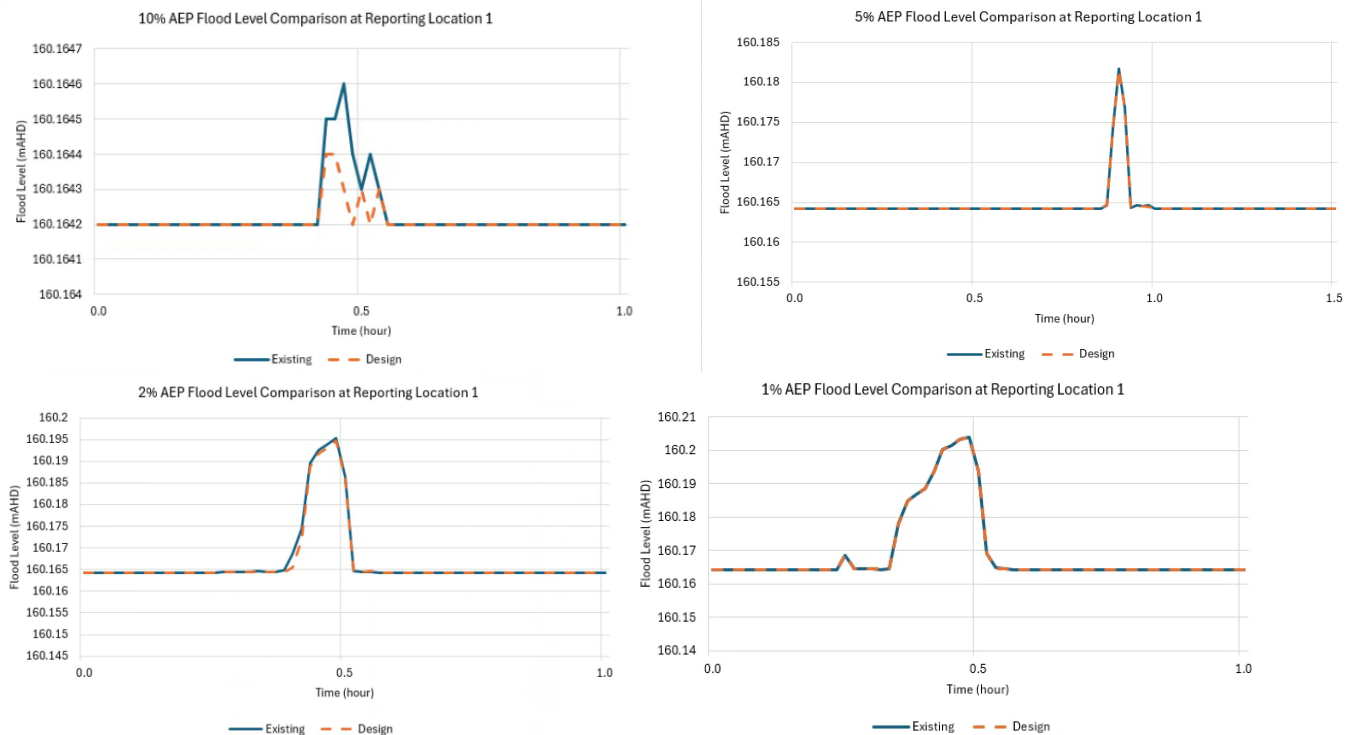 10% AEP Flood Level Comparison at Reporting Location 1
160.1647
160.1646
160.1645
160.1644
160.1643
160.1642
160.1641
160.164
Flood Level (mAHD)
0.0 0.5 1.0
Time (hour)
Existing Design
5% AEP Flood Level Comparison at Reporting Location 1
160.185
160.18
160.175
160.17
160.165
160.16
160.155
Flood Level (mAHD)
0.0 0.5 1.0 1.5
Time (hour)
Existing Design
2% AEP Flood Level Comparison at Reporting Location 1
160.2
160.195
160.19
160.185
160.18
160.175
160.17
160.165
160.16
160.155
160.15
160.145
Flood Level (mAHD)
0.0 0.5 1.0
Time (hour)
Existing Design
1% AEP Flood Level Comparison at Reporting Location 1
160.21
160.2
160.19
160.18
160.17
160.16
160.15
160.14
Flood Level (mAHD)
0.0 0.5 1.0
Time (hour)
Existing Design